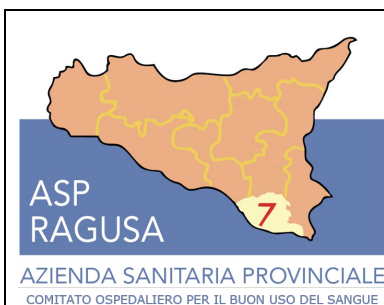 7
ASP
RAGUSA
AZIENDA SANITARIA PROVINCIALE
COMITATO OSPEDALIERO PER IL BUON USO DEL SANGUE